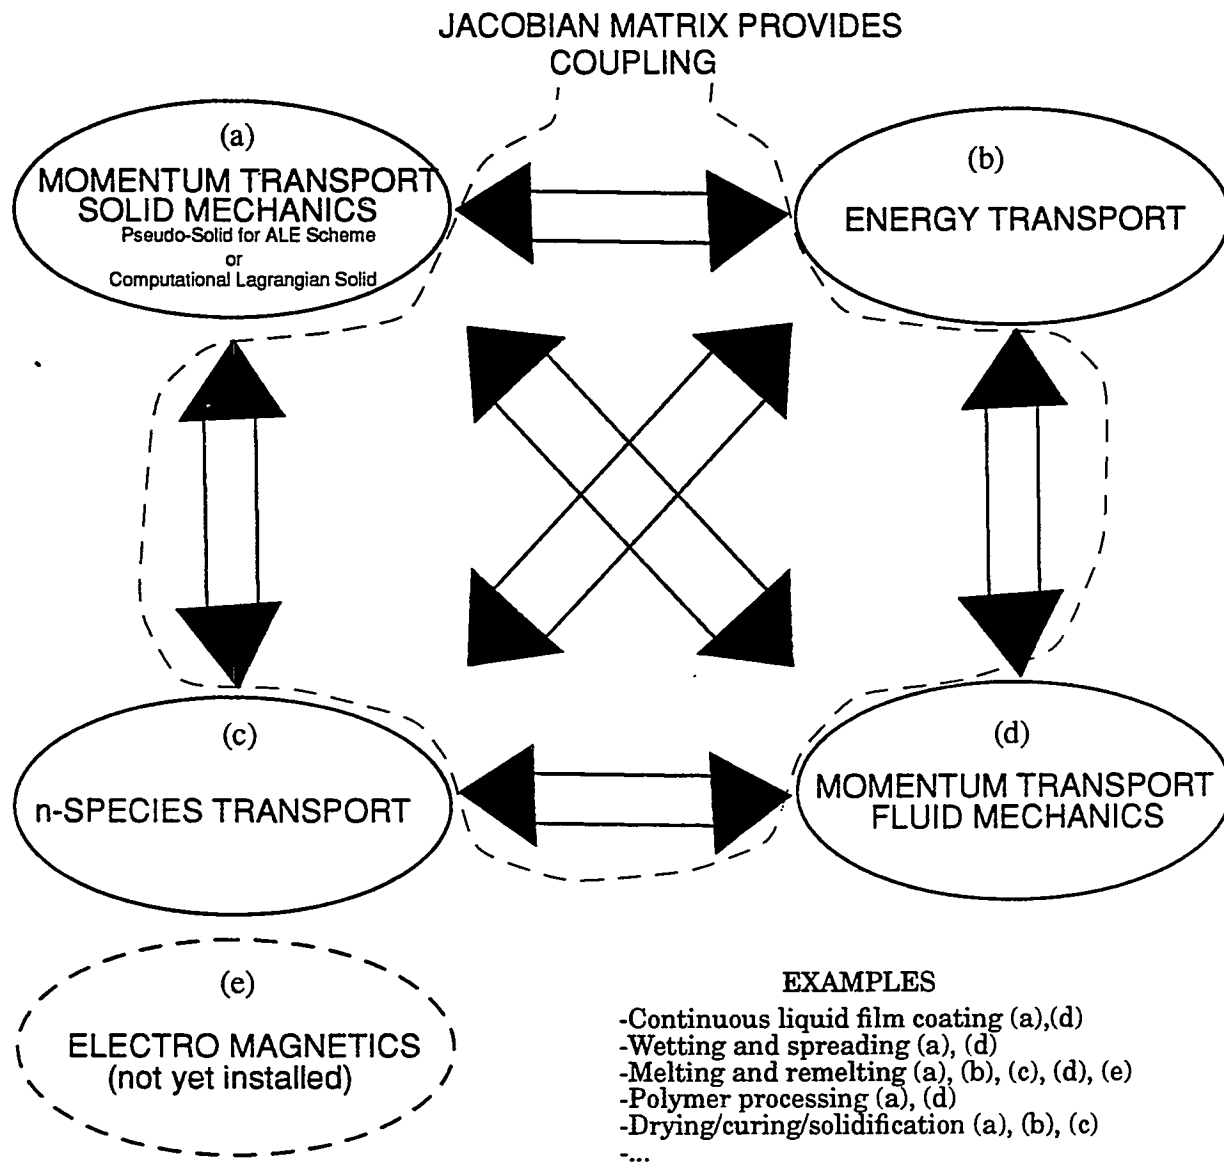 JACOBIAN MATRIX PROVIDES
COUPLING
(a)
MOMENTUM TRANSPORT
SOLID MECHANICS
Pseudo-Solid for ALE Scheme
or
Computational Lagrangian Solid
(b)
ENERGY TRANSPORT
(c)
n-SPECIES TRANSPORT
(d)
MOMENTUM TRANSPORT
FLUID MECHANICS
(e)
ELECTRO MAGNETICS
(not yet installed)
EXAMPLES
-Continuous liquid film coating (a),(d)
-Wetting and spreading (a), (d)
-Melting and remelting (a), (b), (c), (d), (e)
-Polymer processing (a), (d)
-Drying/curing/solidification (a), (b), (c)
-...